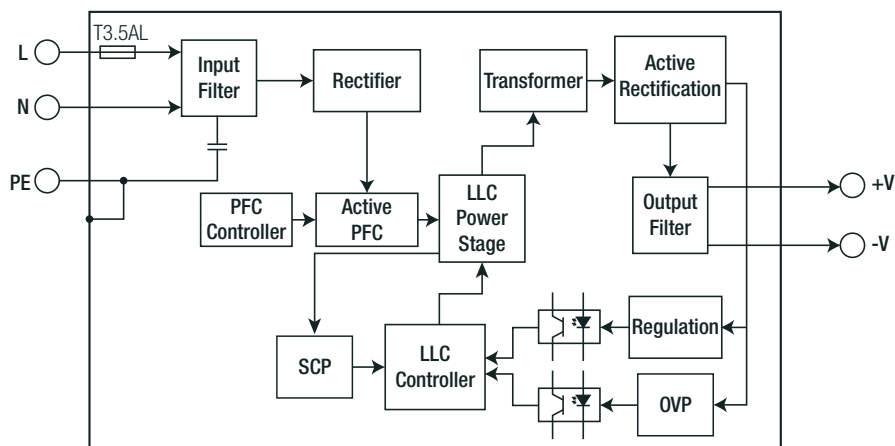 T3.5AL
L
Input
Filter
Rectifier
Transformer
Active
Rectification
N
PE
PFC
Controller
Active
PFC
LLC
Power
Stage
Output
Filter
+V
-V
SCP
LLC
Controller
Regulation
OVP